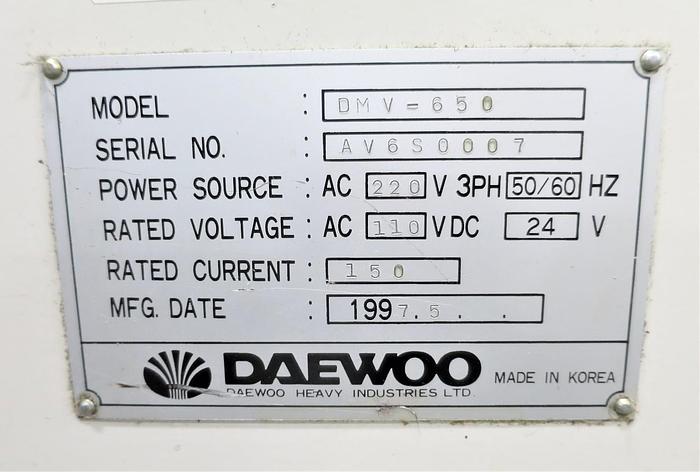 MODEL : DMV-650
SERIAL NO. : AV6S0007
POWER SOURCE : AC 220 V 3PH 50/60 HZ
RATED VOLTAGE : AC 110 V DC 24 V
RATED CURRENT : 150
MFG. DATE : 1997.5. .
DAEWOO MADE IN KOREA
DAEWOO HEAVY INDUSTRIES LTD.